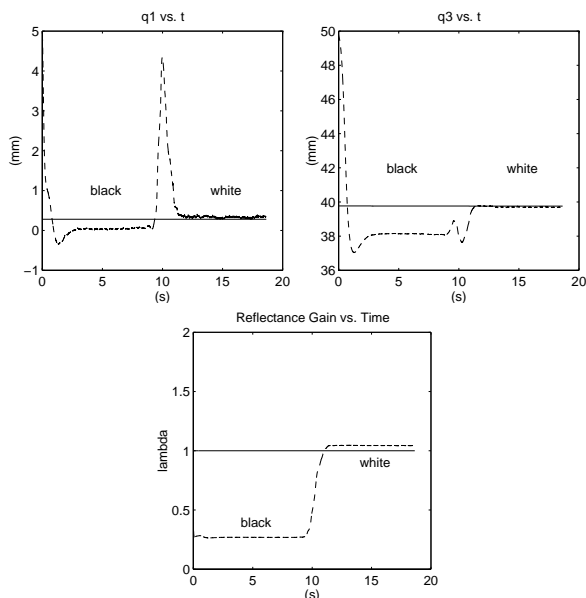 q1 vs. t
5
4
3
2
1
0
−1
(mm)
black
white
0 5 10 15 20
(s)
q3 vs. t
50
48
46
44
42
40
38
36
(mm)
black
white
0 5 10 15 20
(s)
Reflectance Gain vs. Time
2
1.5
1
0.5
0
lambda
black
white
0 5 10 15 20
(s)